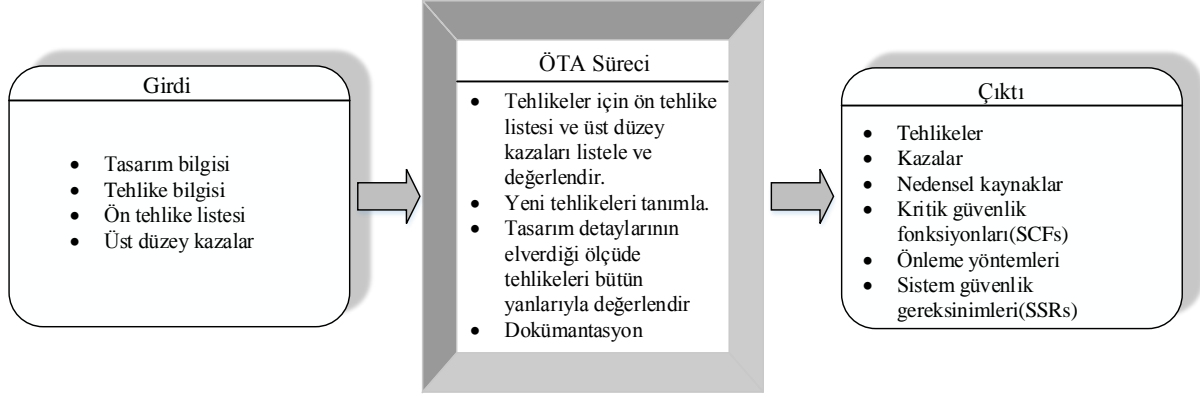 Girdi
• Tasarım bilgisi
• Tehlike bilgisi
• Ön tehlike listesi
• Üst düzey kazalar
ÖTA Süreci
• Tehlikeler için ön tehlike
listesi ve üst düzey
kazaları listele ve
değerlendir.
• Yeni tehlikeleri tanımla.
• Tasarım detaylarının
elverdiği ölçüde
tehlikeleri bütün
yanlarıyla değerlendir
• Dokümantasyon
Çıktı
• Tehlikeler
• Kazalar
• Nedensel kaynaklar
• Kritik güvenlik
fonksiyonları(SCFs)
• Önleme yöntemleri
• Sistem güvenlik
gereksinimleri(SSRs)